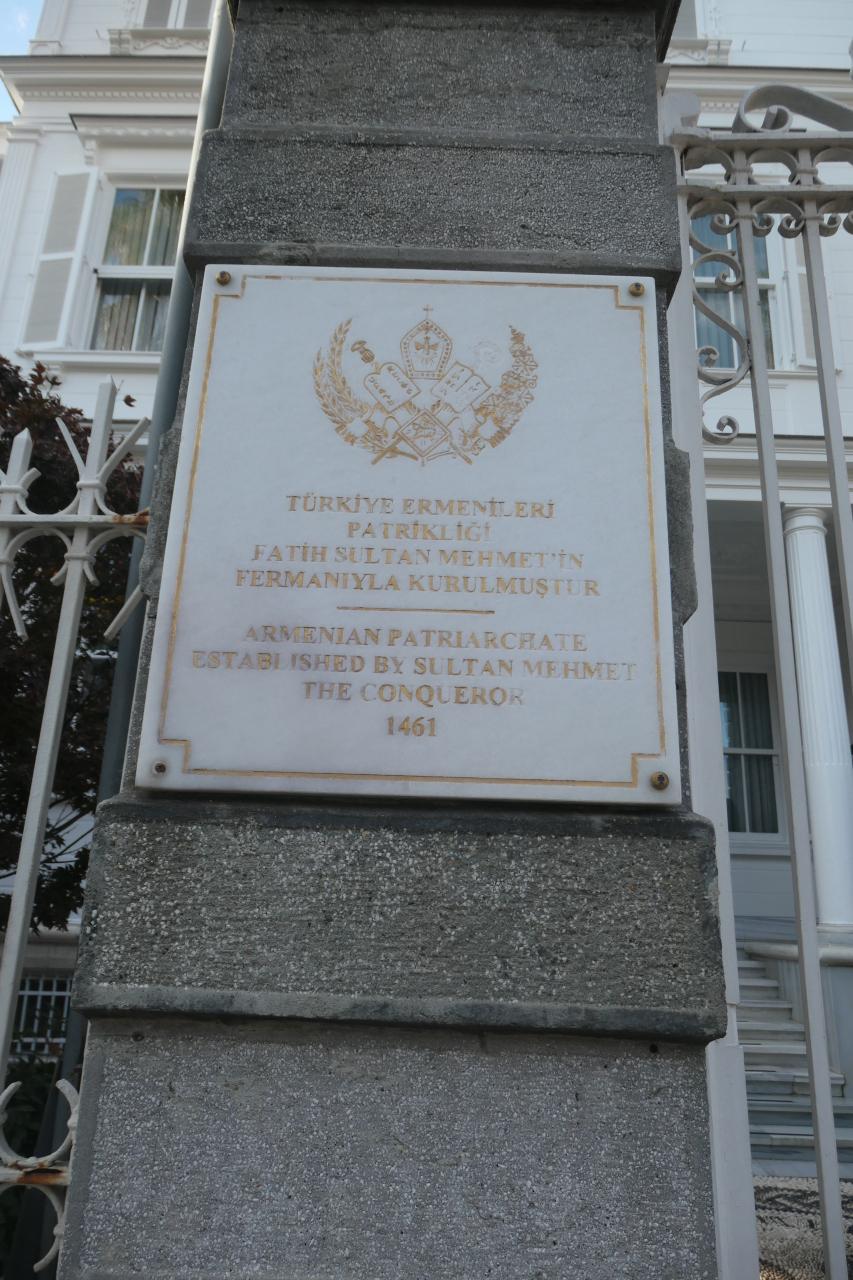 TÜRKİYE ERMENİLERİ
PATRİKLİĞİ
FATİH SULTAN MEHMET'İN
FERMANIYLA KURULMUŞTUR
ARMENIAN PATRIARCHATE
ESTABLISHED BY SULTAN MEHMET
THE CONQUEROR
1461